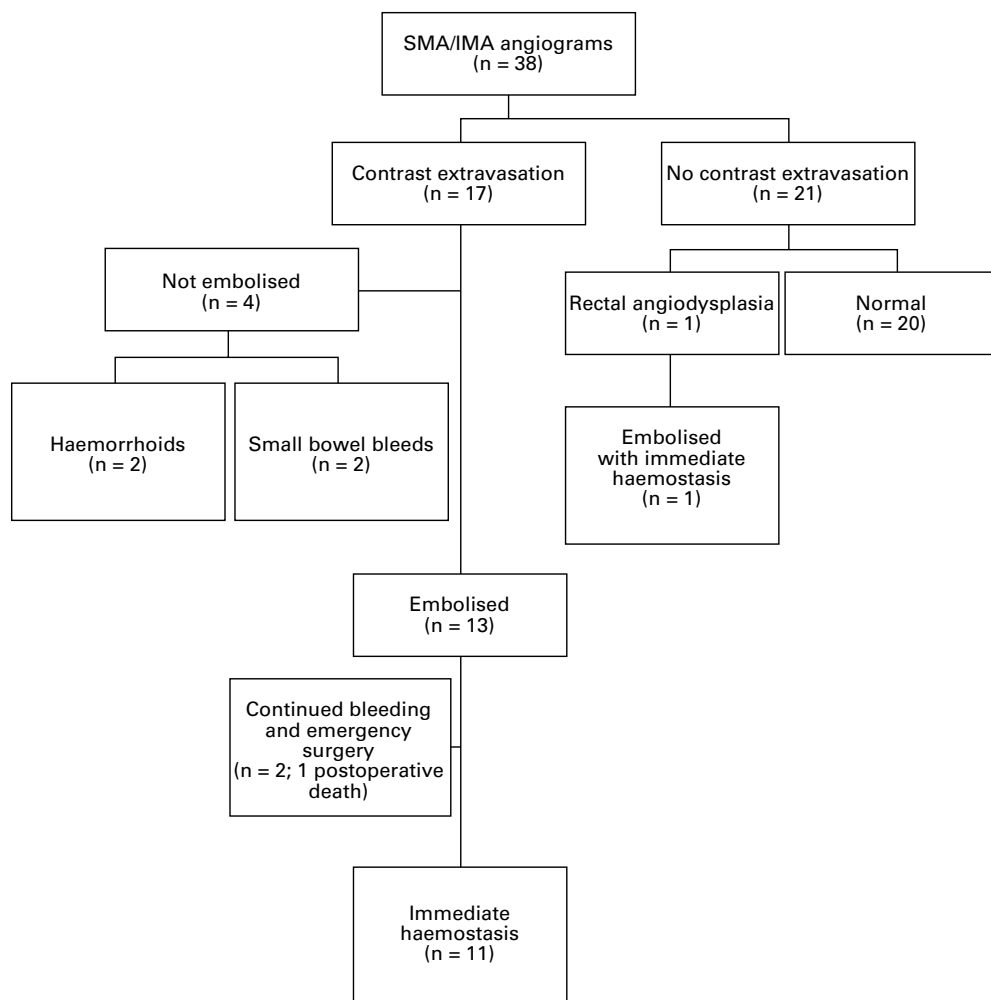 SMA/IMA angiograms
(n = 38)
Contrast extravasation
(n = 17)
No contrast extravasation
(n = 21)
Not embolised
(n = 4)
Rectal angiodysplasia
(n = 1)
Normal
(n = 20)
Haemorrhoids
(n = 2)
Small bowel bleeds
(n = 2)
Embolised
with immediate
haemostasis
(n = 1)
Embolised
(n = 13)
Continued bleeding
and emergency
surgery
(n = 2; 1 postoperative
death)
Immediate
haemostasis
(n = 11)